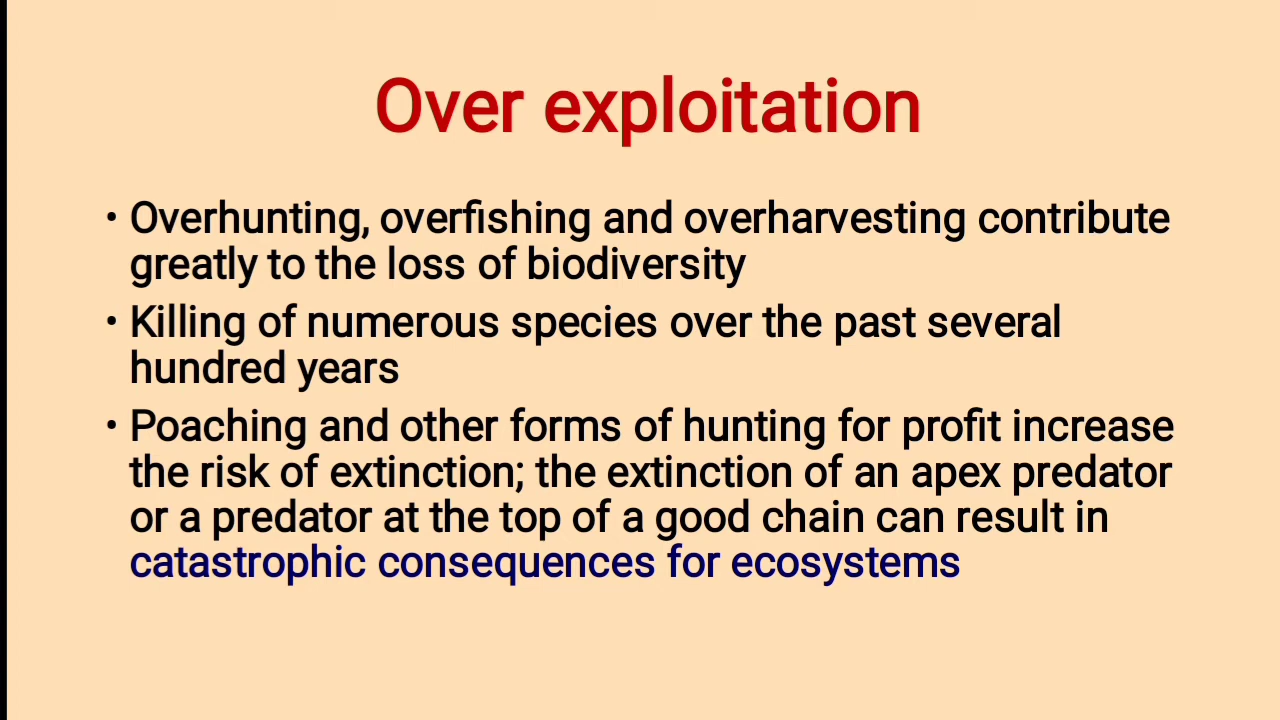 Over exploitation
• Overhunting, overfishing and overharvesting contribute
greatly to the loss of biodiversity
• Killing of numerous species over the past several
hundred years
• Poaching and other forms of hunting for profit increase
the risk of extinction; the extinction of an apex predator
or a predator at the top of a good chain can result in
catastrophic consequences for ecosystems